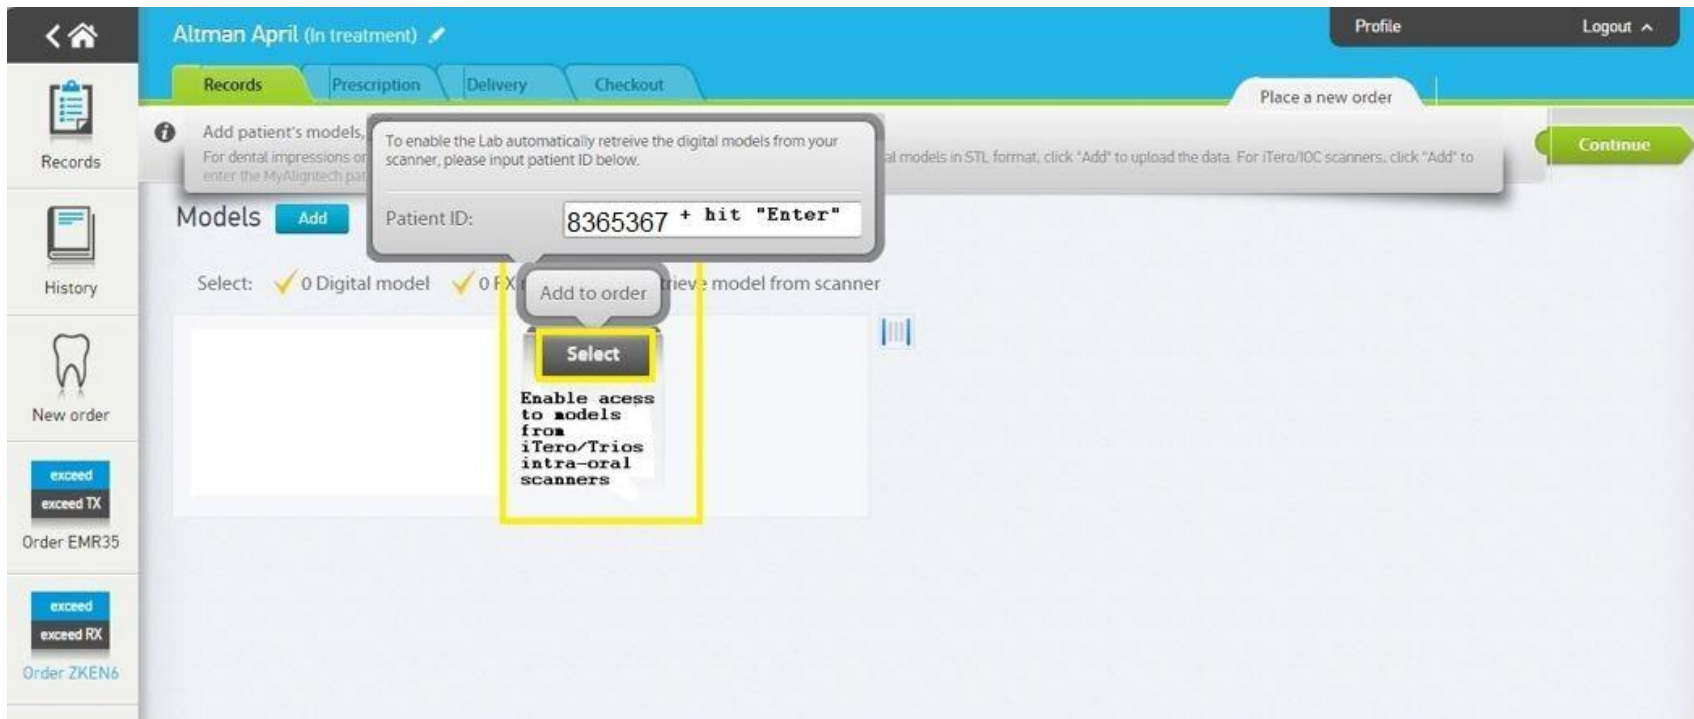 Altman April (In treatment)
Profile
Logout
Records
Prescription
Delivery
Checkout
Place a new order
Add patient's models,
For dental impressions or
enter the MyAligntech pat
al models in STL format, click "Add" to upload the data. For iTero/IOC scanners, click "Add" to
Continue
To enable the Lab automatically retreive the digital models from your
scanner, please input patient ID below.
Patient ID:
8365367 + hit "Enter"
Models
Add
Select:
0 Digital model
0 RX
trieve model from scanner
Add to order
Select
Enable acess
to models
from
iTero/Trios
intra-oral
scanners
Records
History
New order
exceed
exceed TX
Order EMR35
exceed
exceed RX
Order ZKEN6